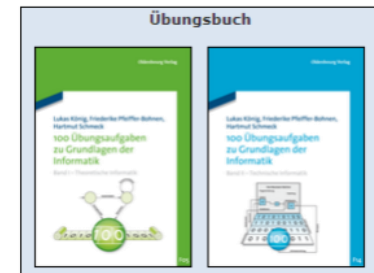 Übungsbuch
Oldenbourg Verlag
Lukas König, Friederike Pfeiffer-Bohnen,
Hartmut Schmeck
100 Übungsaufgaben
zu Grundlagen der
Informatik
Band I – Theoretische Informatik
100
Oldenbourg Verlag
Lukas König, Friederike Pfeiffer-Bohnen,
Hartmut Schmeck
100 Übungsaufgaben
zu Grundlagen der
Informatik
Band II – Technische Informatik
100